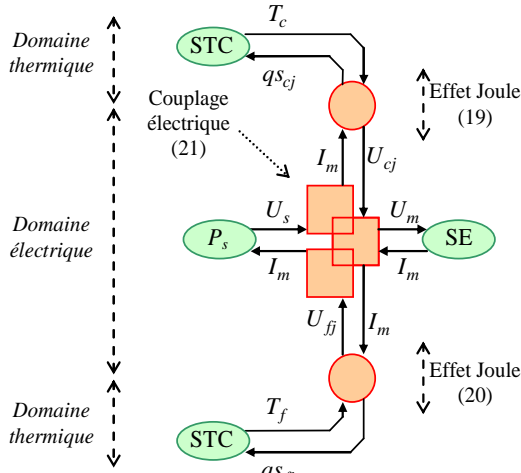 T_c
Domaine
thermique
STC
qs_cj
Effet Joule
(19)
Couplage
électrique
(21)
I_m
U_cj
Domaine
électrique
P_s
U_s
I_m
U_m
I_m
SE
U_fj
I_m
Effet Joule
(20)
Domaine
thermique
T_f
STC